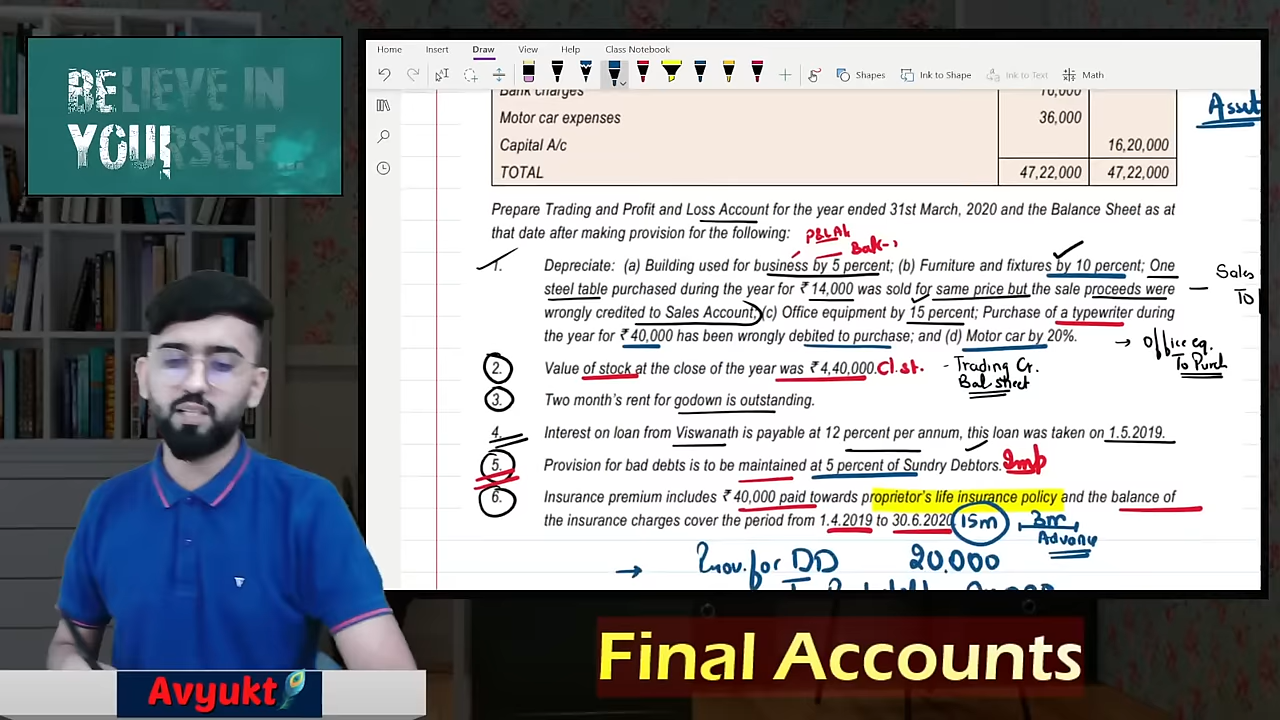 BELIEVE IN
YOURSELF...
Home Insert Draw View Help Class Notebook
Shapes Ink to Shape Ink to Text Math
Bank charges
Motor car expenses 36,000
Capital A/c 16,20,000
TOTAL 47,22,000 47,22,000
Asset
Prepare Trading and Profit and Loss Account for the year ended 31st March, 2020 and the Balance Sheet as at
that date after making provision for the following:
P&L A/c
1. Depreciate: (a) Building used for business by 5 percent; (b) Furniture and fixtures by 10 percent; One
steel table purchased during the year for ₹ 14,000 was sold for same price but the sale proceeds were
Sales
To
wrongly credited to Sales Account, (c) Office equipment by 15 percent; Purchase of a typewriter during
the year for ₹ 40,000 has been wrongly debited to purchase; and (d) Motor car by 20%.
→ Office eq.
To Purch
2. Value of stock at the close of the year was ₹ 4,40,000. Cl. st. - Trading Cr.
Bal sheet
3. Two month's rent for godown is outstanding.
4. Interest on loan from Viswanath is payable at 12 percent per annum, this loan was taken on 1.5.2019.
5. Provision for bad debts is to be maintained at 5 percent of Sundry Debtors. Imp
6. Insurance premium includes ₹ 40,000 paid towards proprietor's life insurance policy and the balance of
the insurance charges cover the period from 1.4.2019 to 30.6.2020 15m 3m
Advance
→ Prov. for DD 20.000
Final Accounts
Avyukt